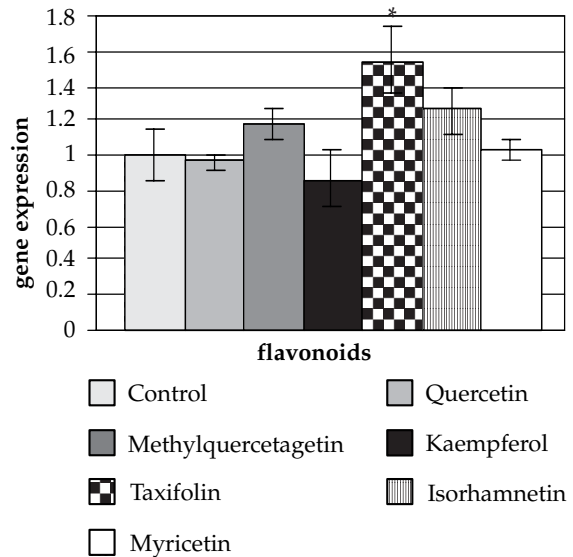 *
1.8
1.6
1.4
1.2
1
0.8
0.6
0.4
0.2
0
gene expression
flavonoids
Control
Quercetin
Methylquercetagetin
Kaempferol
Taxifolin
Isorhamnetin
Myricetin